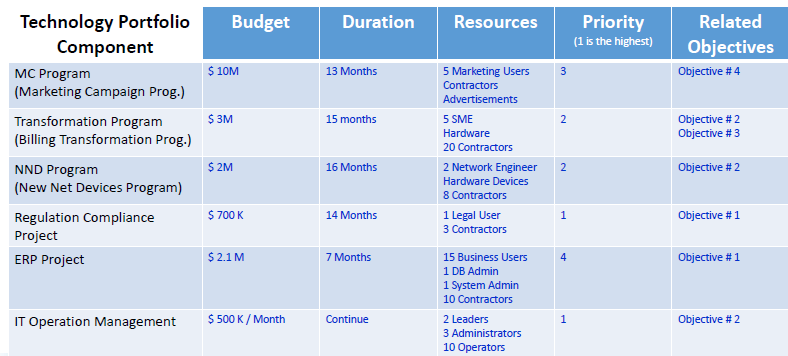 Technology Portfolio Component Budget Duration Resources Priority Related
(1 is the highest) Objectives
MC Program $ 10M 13 Months 5 Marketing Users 3 Objective # 4
(Marketing Campaign Prog.) Contractors
Advertisements
Transformation Program $ 3M 15 months 5 SME 2 Objective # 2
(Billing Transformation Prog.) Hardware Objective # 3
20 Contractors
NND Program $ 2M 16 Months 2 Network Engineer 2 Objective # 2
(New Net Devices Program) Hardware Devices
8 Contractors
Regulation Compliance $ 700 K 14 Months 1 Legal User 1 Objective # 1
Project 3 Contractors
ERP Project $ 2.1 M 7 Months 15 Business Users 4 Objective # 1
1 DB Admin
1 System Admin
10 Contractors
IT Operation Management $ 500 K / Month Continue 2 Leaders 1 Objective # 2
3 Administrators
10 Operators